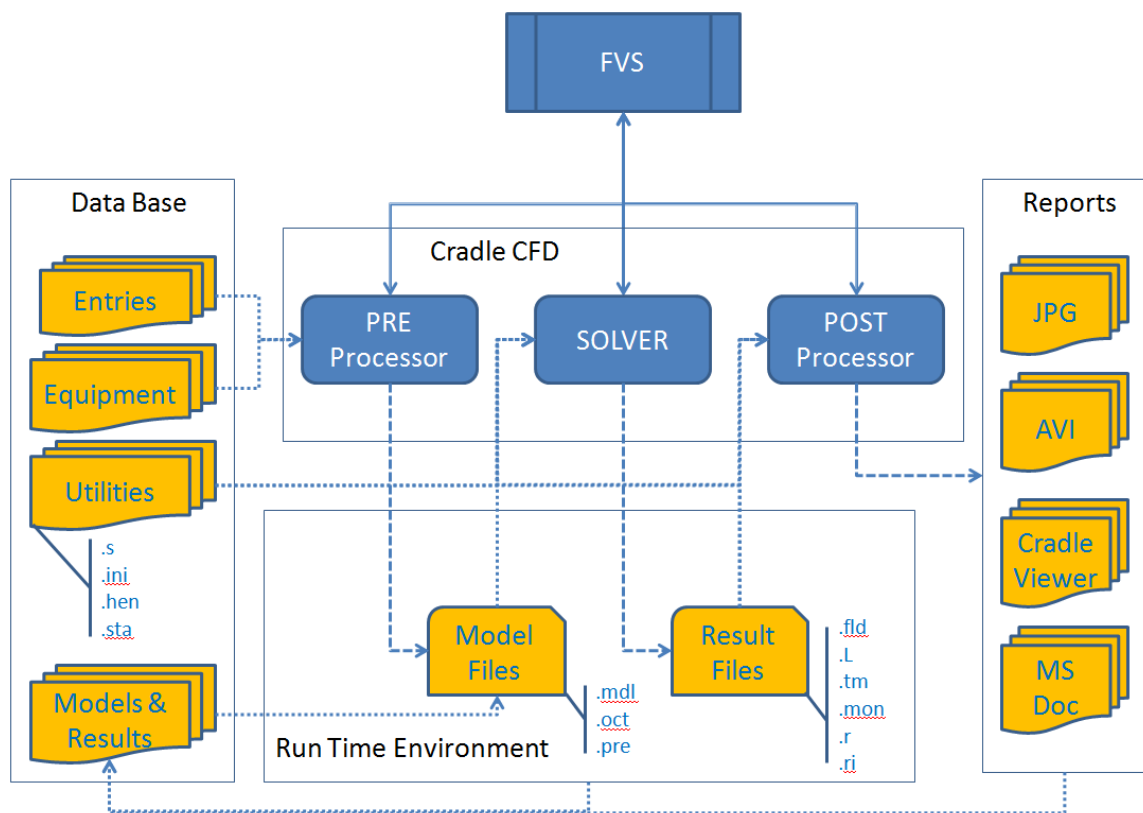 FVS
Data Base
Entries
Equipment
Utilities
.s
.ini
.hen
.sta
Models &
Results
Cradle CFD
PRE
Processor
SOLVER
POST
Processor
Model
Files
.mdl
.oct
.pre
Result
Files
.fld
.L
.tm
.mon
.r
.ri
Run Time Environment
Reports
JPG
AVI
Cradle
Viewer
MS
Doc